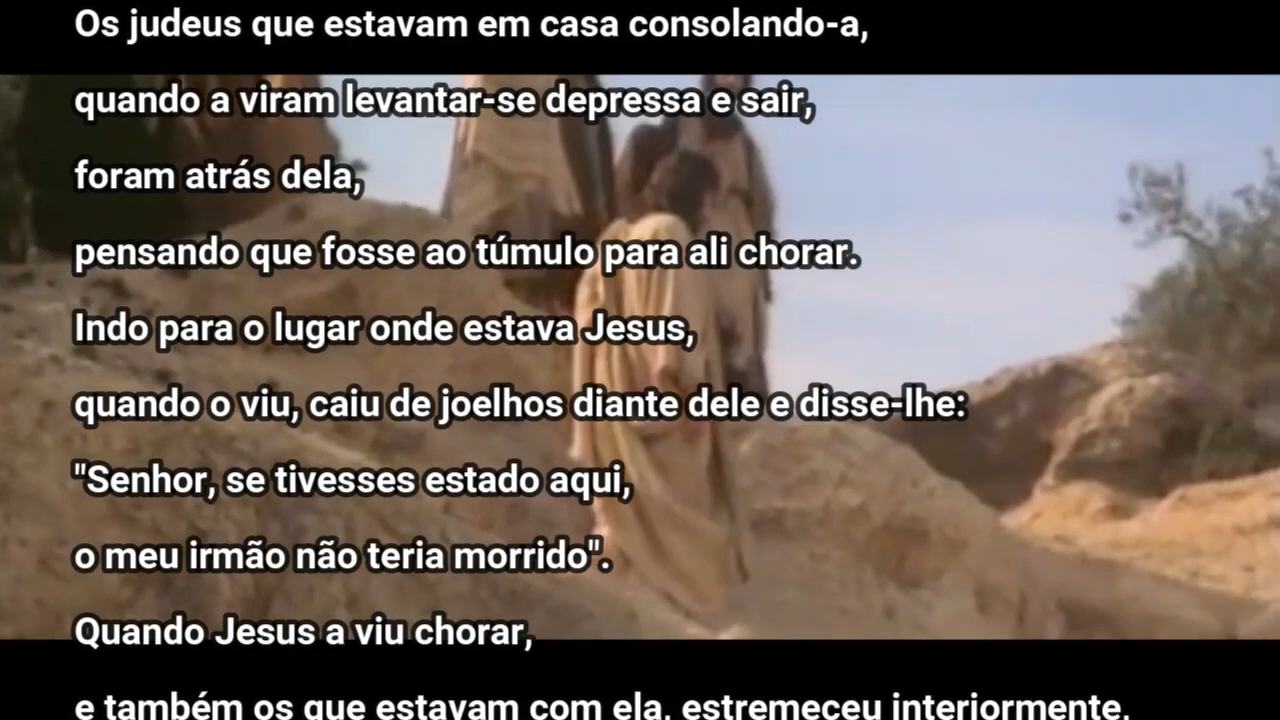 Os judeus que estavam em casa consolando-a,
quando a viram levantar-se depressa e sair,
foram atrás dela,
pensando que fosse ao túmulo para ali chorar.
Indo para o lugar onde estava Jesus,
quando o viu, caiu de joelhos diante dele e disse-lhe:
"Senhor, se tivesses estado aqui,
o meu irmão não teria morrido".
Quando Jesus a viu chorar,
e também os que estavam com ela, estremeceu interiormente,